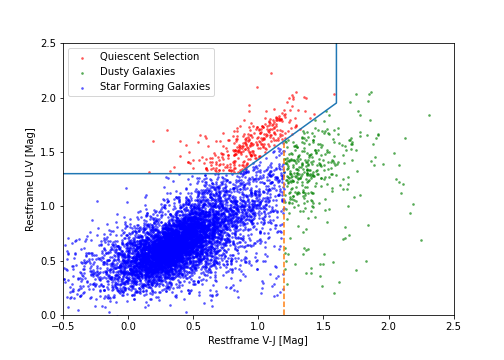 2.5
2.0
1.5
1.0
0.5
0.0
Restframe U-V [Mag]
Quiescent Selection
Dusty Galaxies
Star Forming Galaxies
−0.5 0.0 0.5 1.0 1.5 2.0 2.5
Restframe V-J [Mag]